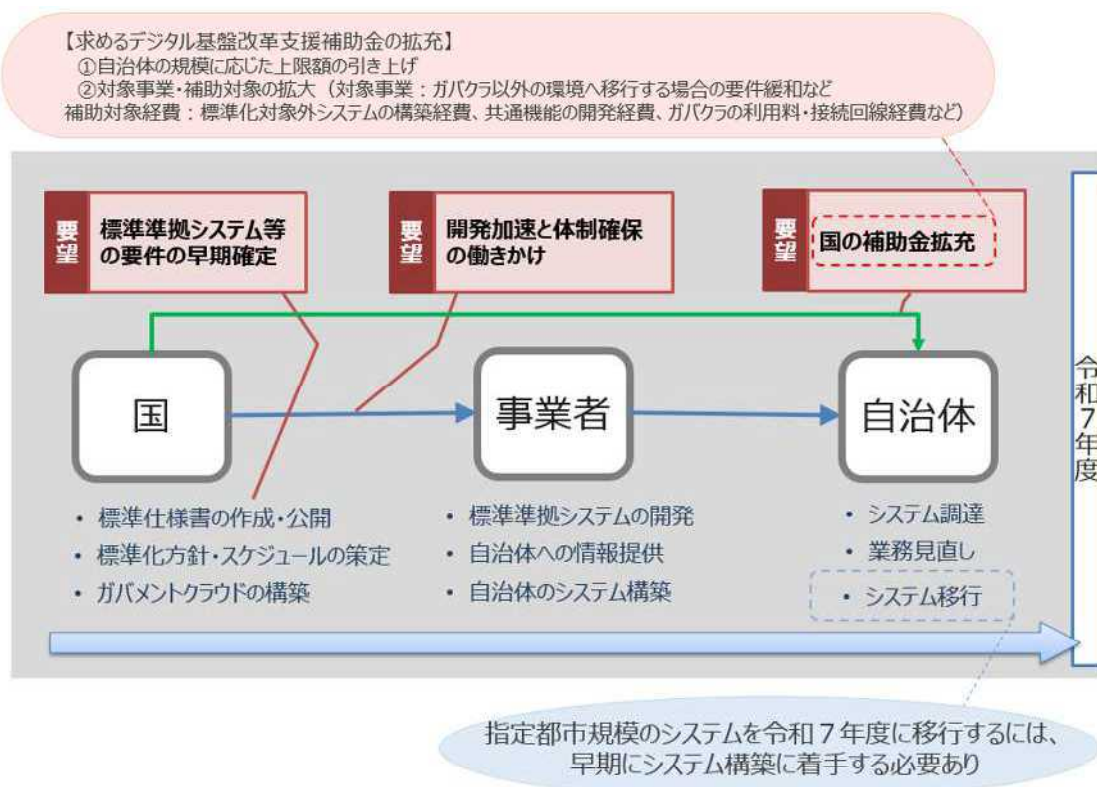 【求めるデジタル基盤改革支援補助金の拡充】
①自治体の規模に応じた上限額の引き上げ
②対象事業・補助対象の拡大（対象事業：ガバクラ以外の環境へ移行する場合の要件緩和など
補助対象経費：標準化対象外システムの構築経費、共通機能の開発経費、ガバクラの利用料・接続回線経費など）
要望
標準準拠システム等
の要件の早期確定
要望
開発加速と体制確保
の働きかけ
要望
国の補助金拡充
国
事業者
自治体
令和７年度
・標準仕様書の作成・公開
・標準化方針・スケジュールの策定
・ガバメントクラウドの構築
・標準準拠システムの開発
・自治体への情報提供
・自治体のシステム構築
・システム調達
・業務見直し
・システム移行
指定都市規模のシステムを令和７年度に移行するには、
早期にシステム構築に着手する必要あり